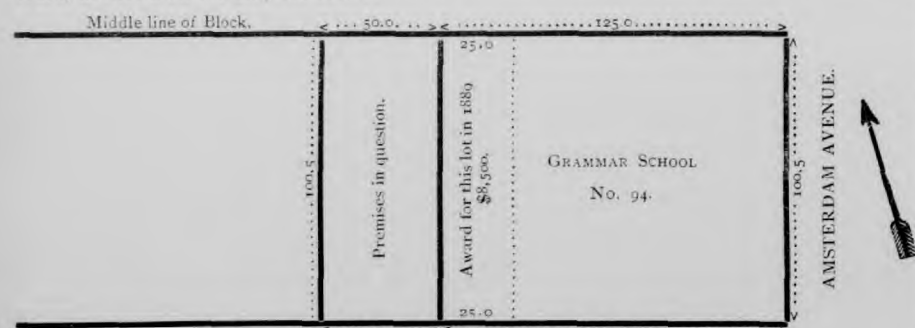 Middle line of Block.
50.0.
125.0
25.0
100.5
Premises in question.
Award for this lot in 1889
$8,500.
GRAMMAR SCHOOL
No. 94.
100.5
AMSTERDAM AVENUE.
25.0